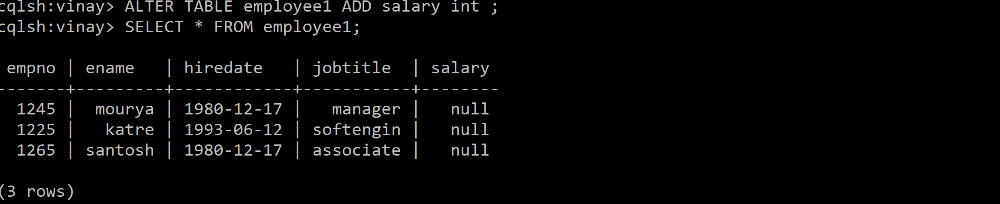 cqlsh:vinay> ALTER TABLE employee1 ADD salary int ;
cqlsh:vinay> SELECT * FROM employee1;
empno | ename   | hiredate   | jobtitle  | salary
-------+---------+------------+-----------+--------
1245 |  mourya | 1980-12-17 |   manager |   null
1225 |   katre | 1993-06-12 | softengin |   null
1265 | santosh | 1980-12-17 | associate |   null
(3 rows)